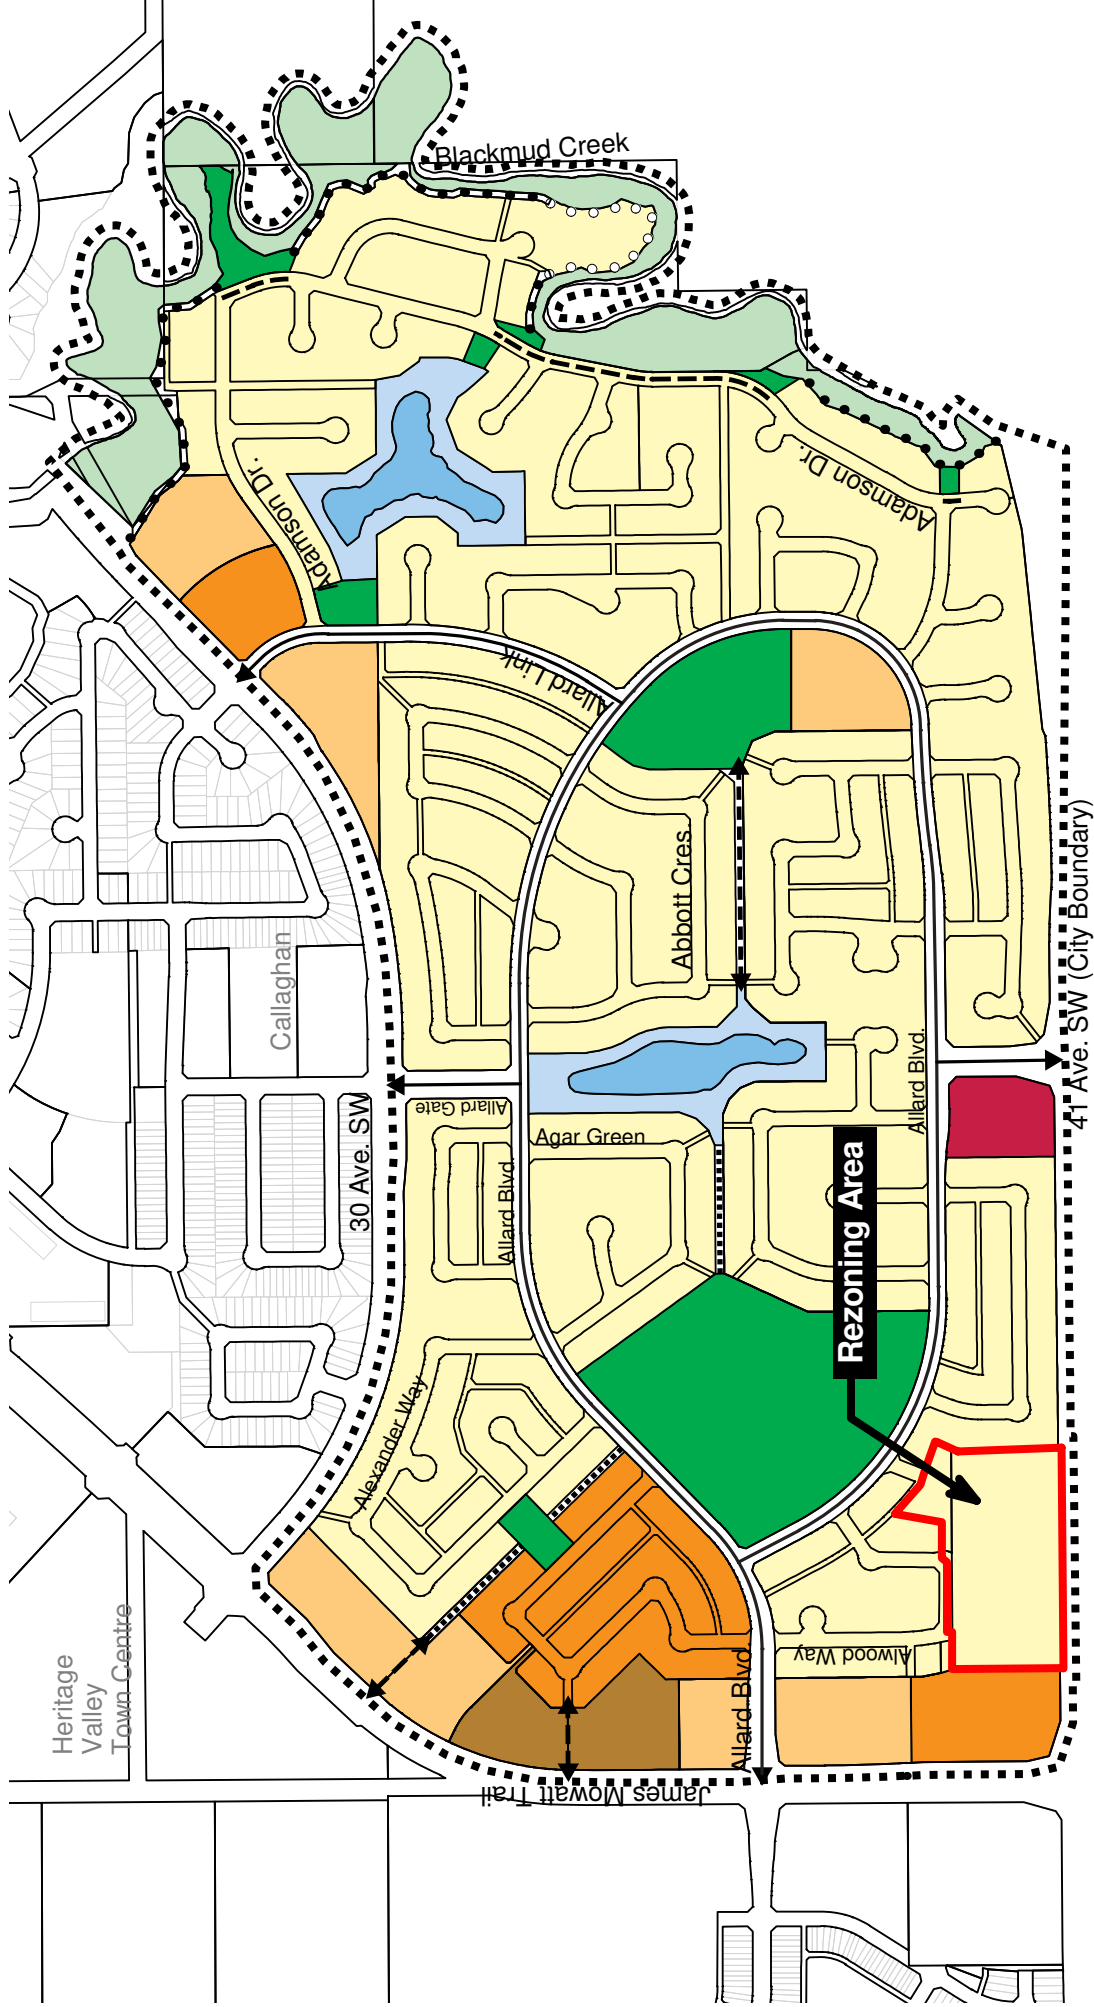 Blackmud Creek
Adamson Dr.
Adamson Dr.
Allard Link
Abbott Cres.
Callaghan
41 Ave. SW (City Boundary)
Allard Blvd.
Allard Gate
30 Ave. SW
Agar Green
Allard Blvd.
Rezoning Area
Alexander Way
Heritage
Valley
Town Centre
Alwood Way
Allard Blvd.
James Mowatt Trail